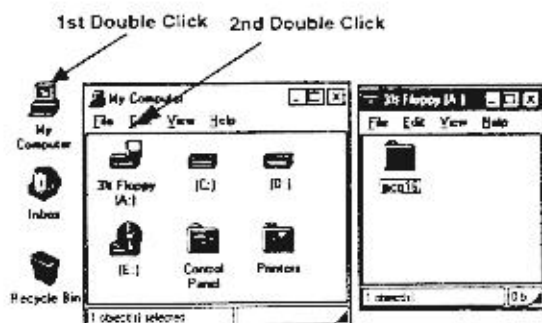 1st Double Click
2nd Double Click
My Computer
Inbox
Recycle Bin
My Computer
File
View Help
3½ Floppy (A:)
(C:)
(D:)
(E:)
Control Panel
Printers
1 object(s) selected
3½ Floppy (A:)
File Edit View Help
1 object(s)